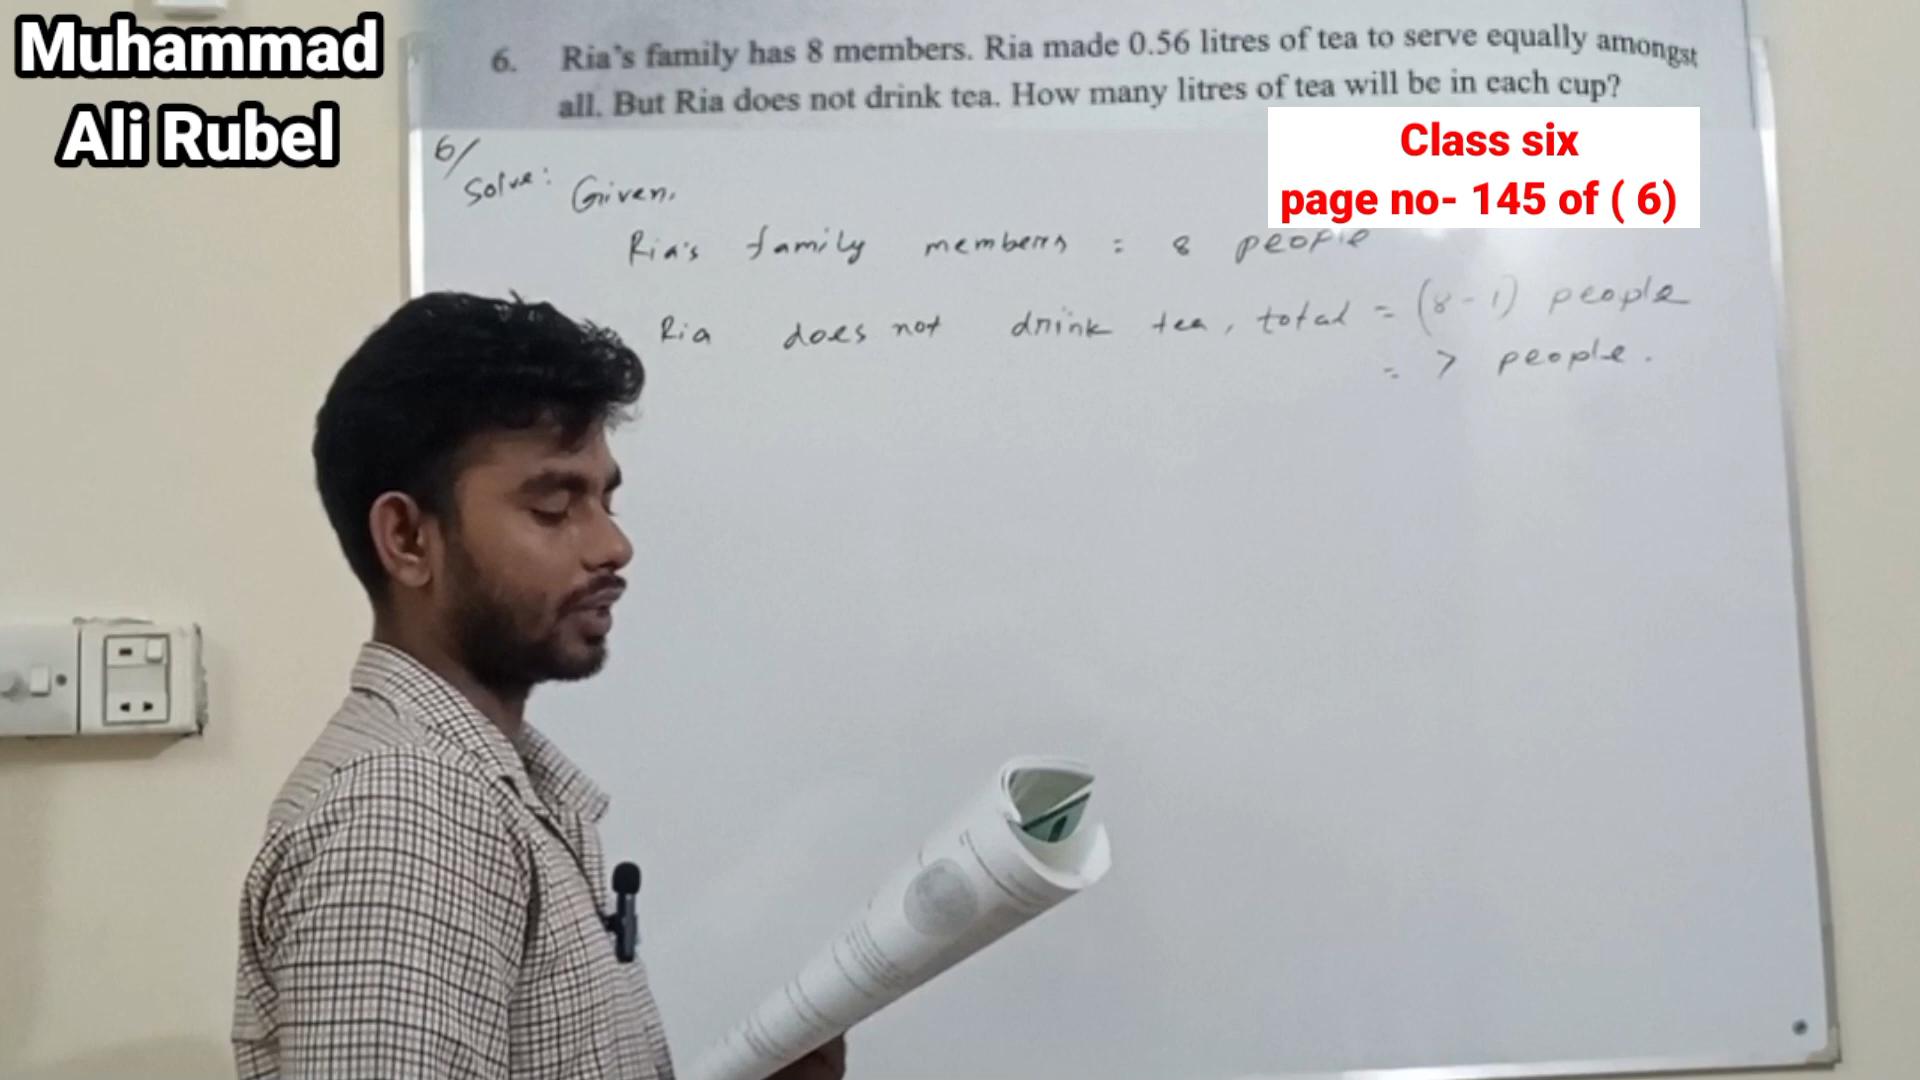 Muhammad
Ali Rubel
6. Ria's family has 8 members. Ria made 0.56 litres of tea to serve equally amongst
all. But Ria does not drink tea. How many litres of tea will be in each cup?
Class six
page no- 145 of ( 6)
6/
Solve: Given,
Ria's family members = 8 people
Ria does not drink tea, total = (8-1) people
= 7 people.